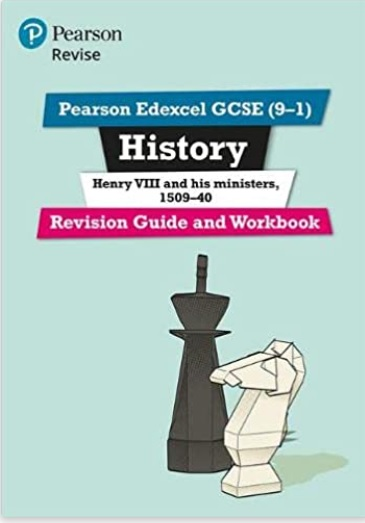 Pearson
Revise
Pearson Edexcel GCSE (9–1)
History
Henry VIII and his ministers,
1509–40
Revision Guide and Workbook